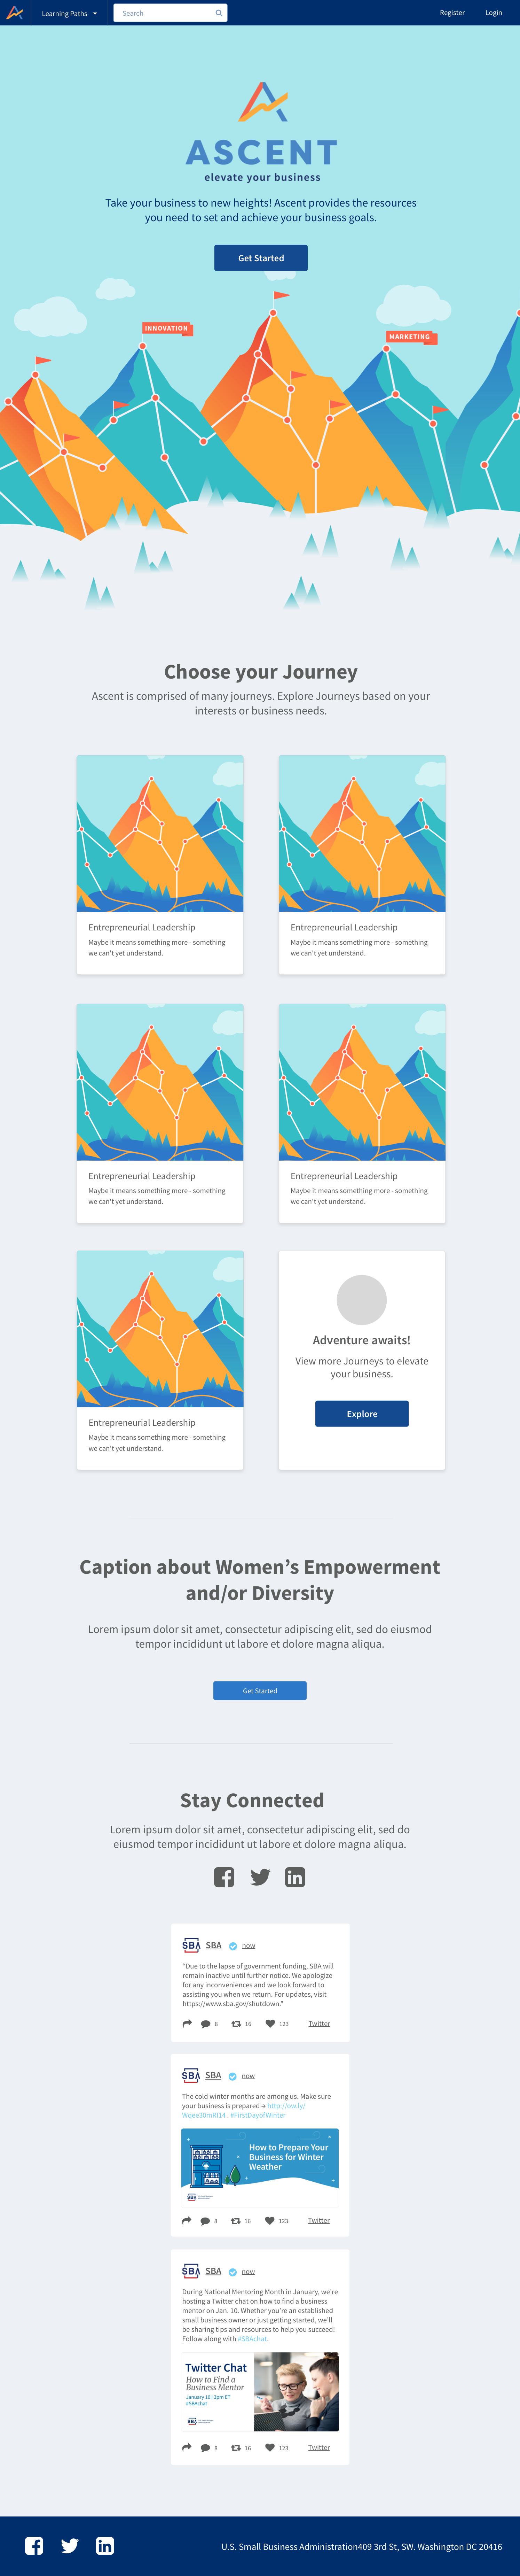 Learning Paths
Search
Register
Login
ASCENT
elevate your business
Take your business to new heights! Ascent provides the resources
you need to set and achieve your business goals.
Get Started
INNOVATION
MARKETING
Choose your Journey
Ascent is comprised of many journeys. Explore Journeys based on your
interests or business needs.
Entrepreneurial Leadership
Maybe it means something more - something
we can't yet understand.
Entrepreneurial Leadership
Maybe it means something more - something
we can't yet understand.
Entrepreneurial Leadership
Maybe it means something more - something
we can't yet understand.
Entrepreneurial Leadership
Maybe it means something more - something
we can't yet understand.
Entrepreneurial Leadership
Maybe it means something more - something
we can't yet understand.
Adventure awaits!
View more Journeys to elevate
your business.
Explore
Caption about Women's Empowerment
and/or Diversity
Lorem ipsum dolor sit amet, consectetur adipiscing elit, sed do eiusmod
tempor incididunt ut labore et dolore magna aliqua.
Get Started
Stay Connected
Lorem ipsum dolor sit amet, consectetur adipiscing elit, sed do
eiusmod tempor incididunt ut labore et dolore magna aliqua.
SBA SBA now
"Due to the lapse of government funding, SBA will
remain inactive until further notice. We apologize
for any inconveniences and we look forward to
assisting you when we return. For updates, visit
https://www.sba.gov/shutdown."
8 16 123 Twitter
SBA SBA now
The cold winter months are among us. Make sure
your business is prepared → http://ow.ly/
Wqee30mRI14 . #FirstDayofWinter
How to Prepare Your
Business for Winter
Weather
SBA
8 16 123 Twitter
SBA SBA now
During National Mentoring Month in January, we're
hosting a Twitter chat on how to find a business
mentor on Jan. 10. Whether you're an established
small business owner or just getting started, we'll
be sharing tips and resources to help you succeed!
Follow along with #SBAchat.
Twitter Chat
How to Find a
Business Mentor
January 10 | 3pm ET
#SBAchat
SBA
8 16 123 Twitter
U.S. Small Business Administration409 3rd St, SW. Washington DC 20416